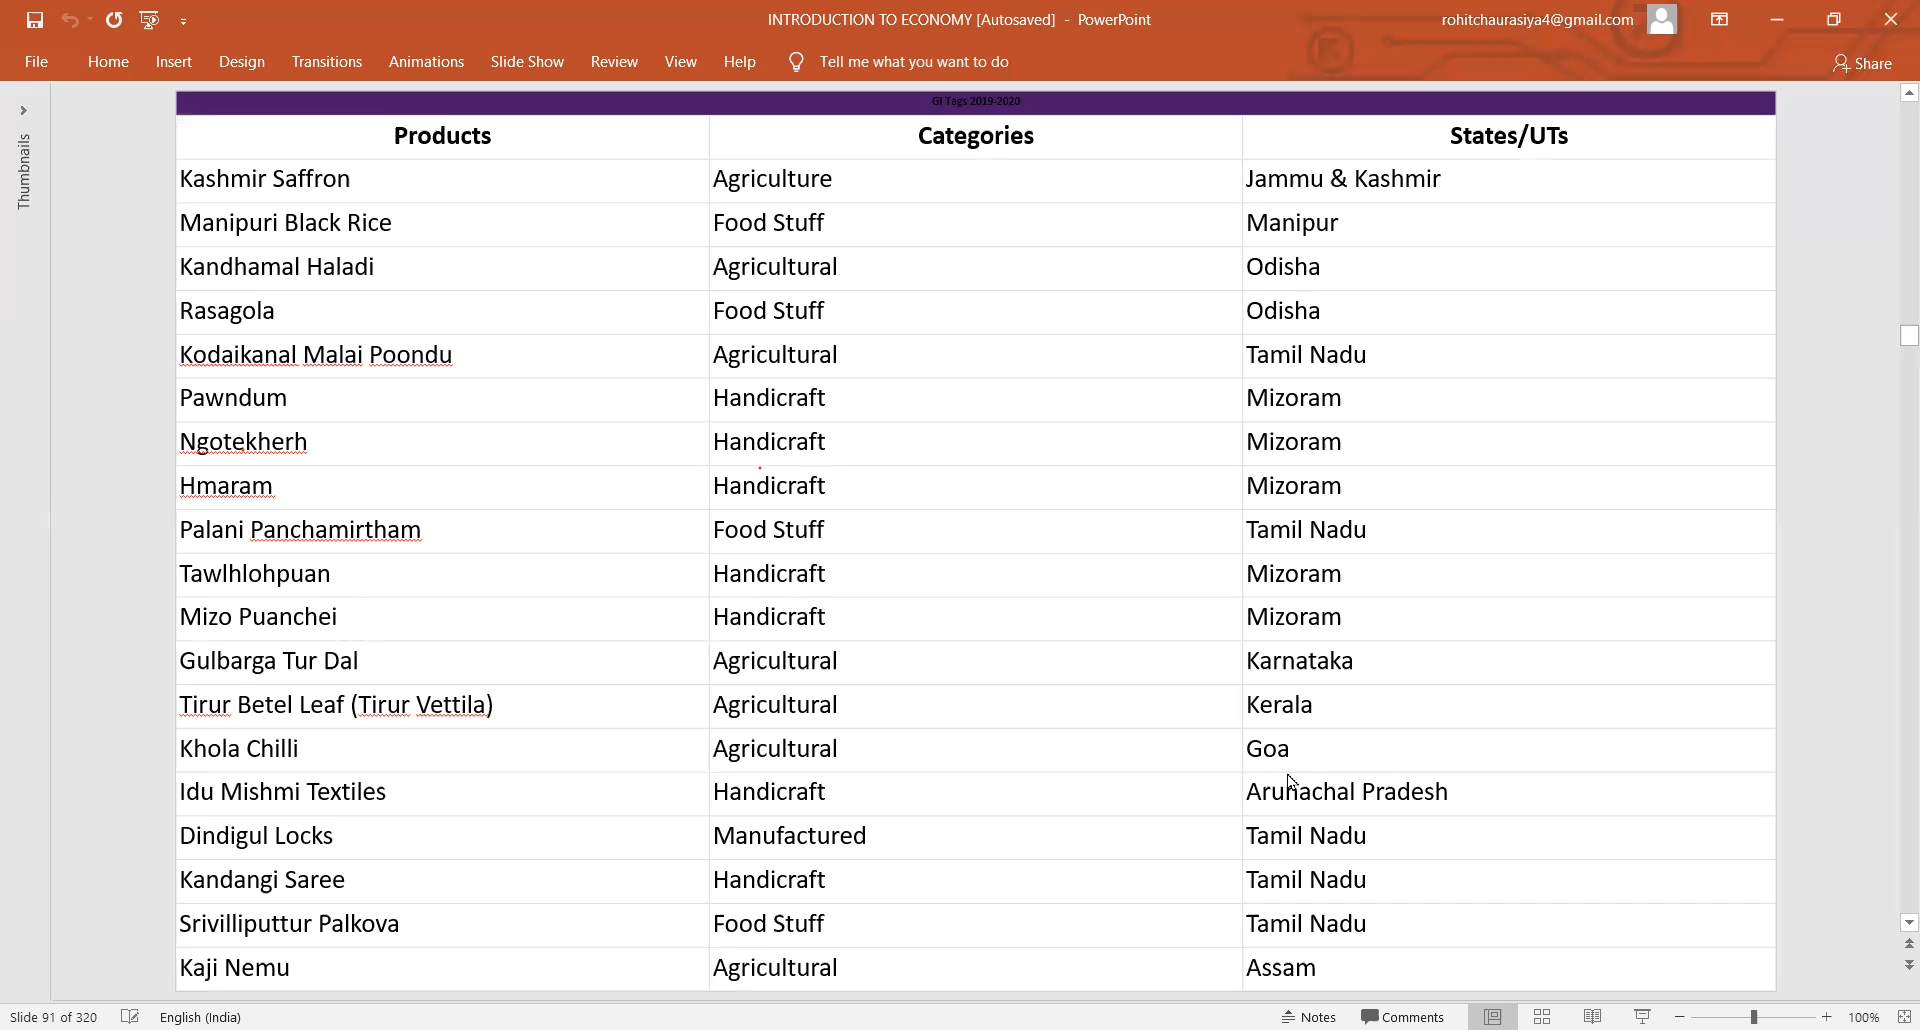 INTRODUCTION TO ECONOMY [Autosaved] - PowerPoint
rohitchaurasiya4@gmail.com
File Home Insert Design Transitions Animations Slide Show Review View Help Tell me what you want to do Share
Thumbnails
GI Tags 2019-2020
Products Categories States/UTs
Kashmir Saffron Agriculture Jammu & Kashmir
Manipuri Black Rice Food Stuff Manipur
Kandhamal Haladi Agricultural Odisha
Rasagola Food Stuff Odisha
Kodaikanal Malai Poondu Agricultural Tamil Nadu
Pawndum Handicraft Mizoram
Ngotekherh Handicraft Mizoram
Hmaram Handicraft Mizoram
Palani Panchamirtham Food Stuff Tamil Nadu
Tawlhlohpuan Handicraft Mizoram
Mizo Puanchei Handicraft Mizoram
Gulbarga Tur Dal Agricultural Karnataka
Tirur Betel Leaf (Tirur Vettila) Agricultural Kerala
Khola Chilli Agricultural Goa
Idu Mishmi Textiles Handicraft Arunachal Pradesh
Dindigul Locks Manufactured Tamil Nadu
Kandangi Saree Handicraft Tamil Nadu
Srivilliputtur Palkova Food Stuff Tamil Nadu
Kaji Nemu Agricultural Assam
Slide 91 of 320 English (India) Notes Comments 100%